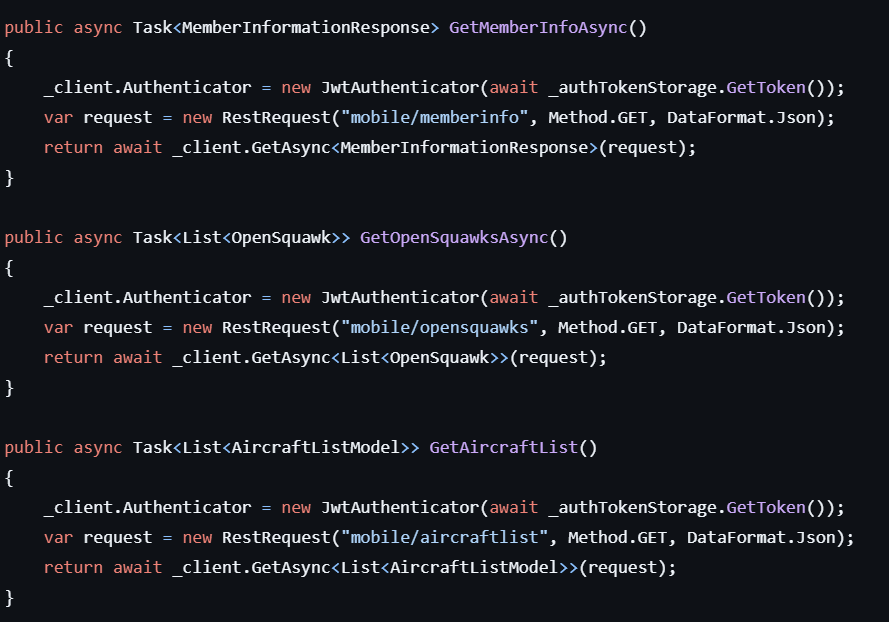 public async Task<MemberInformationResponse> GetMemberInfoAsync()
{
    _client.Authenticator = new JwtAuthenticator(await _authTokenStorage.GetToken());
    var request = new RestRequest("mobile/memberinfo", Method.GET, DataFormat.Json);
    return await _client.GetAsync<MemberInformationResponse>(request);
}

public async Task<List<OpenSquawk>> GetOpenSquawksAsync()
{
    _client.Authenticator = new JwtAuthenticator(await _authTokenStorage.GetToken());
    var request = new RestRequest("mobile/opensquawks", Method.GET, DataFormat.Json);
    return await _client.GetAsync<List<OpenSquawk>>(request);
}

public async Task<List<AircraftListModel>> GetAircraftList()
{
    _client.Authenticator = new JwtAuthenticator(await _authTokenStorage.GetToken());
    var request = new RestRequest("mobile/aircraftlist", Method.GET, DataFormat.Json);
    return await _client.GetAsync<List<AircraftListModel>>(request);
}